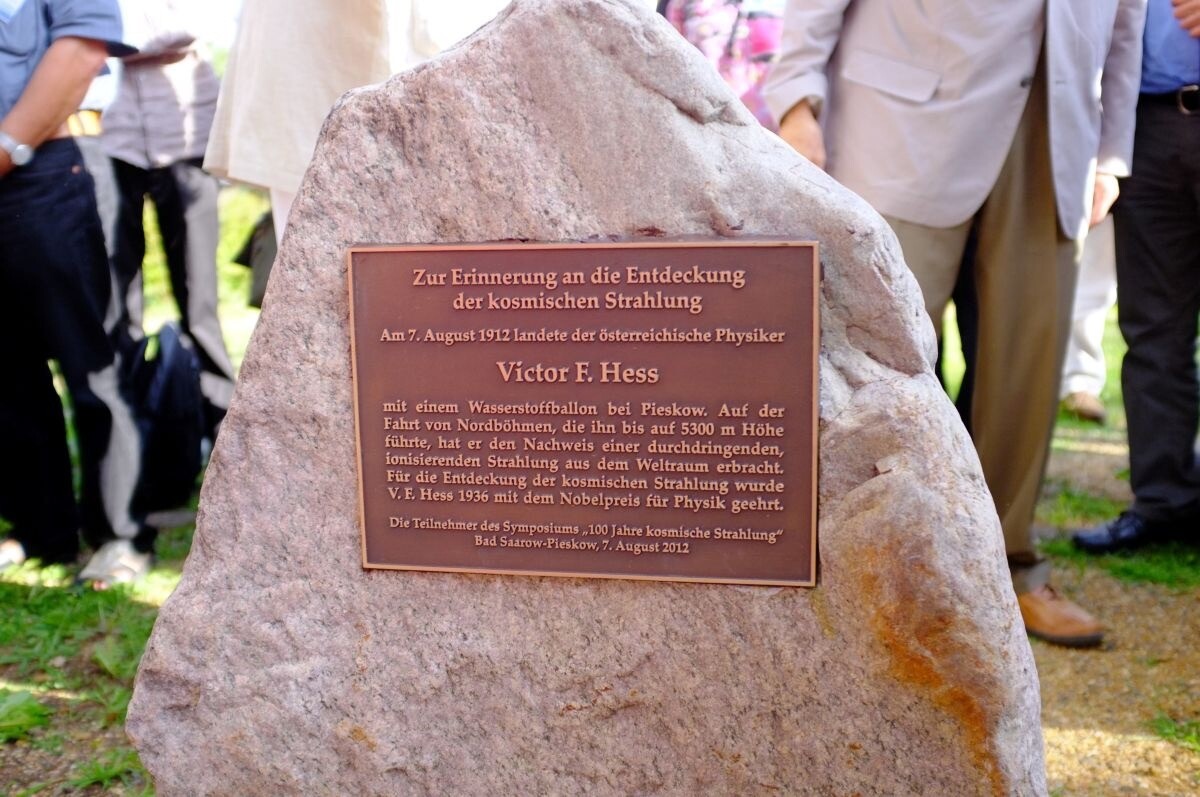 Zur Erinnerung an die Entdeckung
der kosmischen Strahlung
Am 7. August 1912 landete der österreichische Physiker
Victor F. Hess
mit einem Wasserstoffballon bei Pieskow. Auf der
Fahrt von Nordböhmen, die ihn bis auf 5300 m Höhe
führte, hat er den Nachweis einer durchdringenden,
ionisierenden Strahlung aus dem Weltraum erbracht.
Für die Entdeckung der kosmischen Strahlung wurde
V. F. Hess 1936 mit dem Nobelpreis für Physik geehrt.
Die Teilnehmer des Symposiums „100 Jahre kosmische Strahlung“
Bad Saarow-Pieskow, 7. August 2012